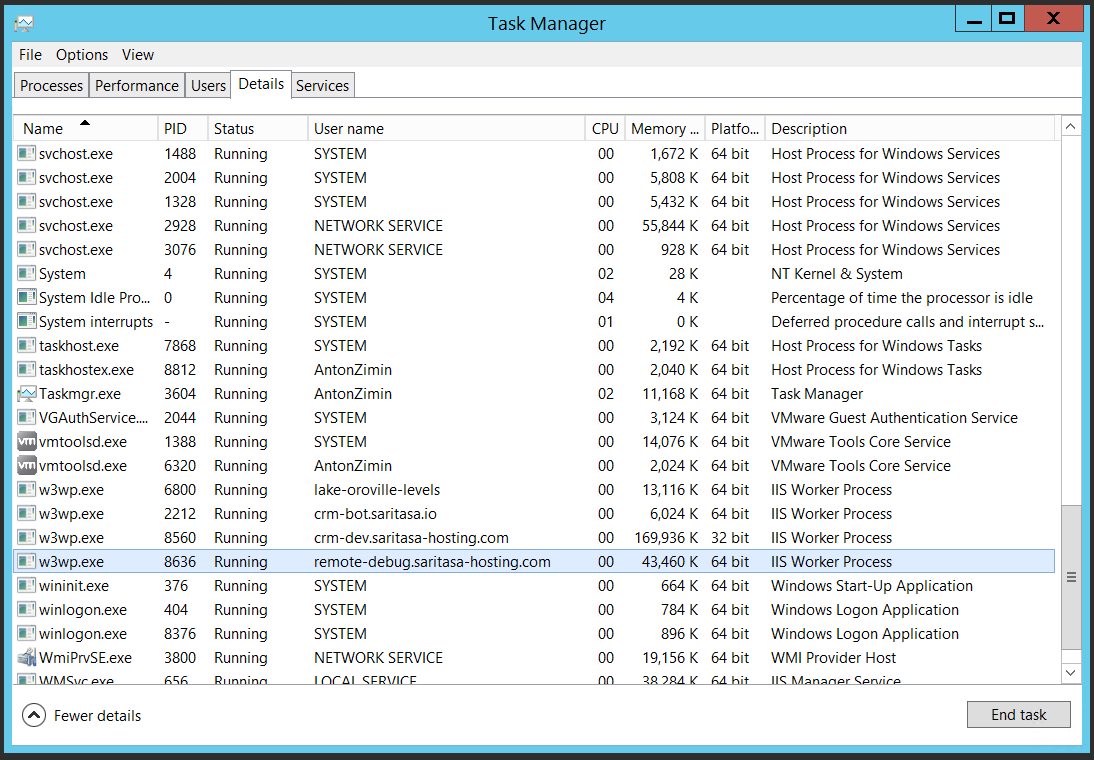 Task Manager
File Options View
Processes Performance Users Details Services
Name PID Status User name CPU Memory ... Platfo... Description
svchost.exe 1488 Running SYSTEM 00 1,672 K 64 bit Host Process for Windows Services
svchost.exe 2004 Running SYSTEM 00 5,808 K 64 bit Host Process for Windows Services
svchost.exe 1328 Running SYSTEM 00 5,432 K 64 bit Host Process for Windows Services
svchost.exe 2928 Running NETWORK SERVICE 00 55,844 K 64 bit Host Process for Windows Services
svchost.exe 3076 Running NETWORK SERVICE 00 928 K 64 bit Host Process for Windows Services
System 4 Running SYSTEM 02 28 K NT Kernel & System
System Idle Pro... 0 Running SYSTEM 04 4 K Percentage of time the processor is idle
System interrupts - Running SYSTEM 01 0 K Deferred procedure calls and interrupt s...
taskhost.exe 7868 Running SYSTEM 00 2,192 K 64 bit Host Process for Windows Tasks
taskhostex.exe 8812 Running AntonZimin 00 2,040 K 64 bit Host Process for Windows Tasks
Taskmgr.exe 3604 Running AntonZimin 02 11,168 K 64 bit Task Manager
VGAuthService.... 2044 Running SYSTEM 00 3,124 K 64 bit VMware Guest Authentication Service
vm vmtoolsd.exe 1388 Running SYSTEM 00 14,076 K 64 bit VMware Tools Core Service
vm vmtoolsd.exe 6320 Running AntonZimin 00 2,024 K 64 bit VMware Tools Core Service
w3wp.exe 6800 Running lake-oroville-levels 00 13,116 K 64 bit IIS Worker Process
w3wp.exe 2212 Running crm-bot.saritasa.io 00 6,024 K 64 bit IIS Worker Process
w3wp.exe 8560 Running crm-dev.saritasa-hosting.com 00 169,936 K 32 bit IIS Worker Process
w3wp.exe 8636 Running remote-debug.saritasa-hosting.com 00 43,460 K 64 bit IIS Worker Process
wininit.exe 376 Running SYSTEM 00 664 K 64 bit Windows Start-Up Application
winlogon.exe 404 Running SYSTEM 00 784 K 64 bit Windows Logon Application
winlogon.exe 8376 Running SYSTEM 00 896 K 64 bit Windows Logon Application
WmiPrvSE.exe 3800 Running NETWORK SERVICE 00 19,156 K 64 bit WMI Provider Host
WMSvc.exe 656 Running LOCAL SERVICE 00 38,284 K 64 bit IIS Manager Service
Fewer details End task